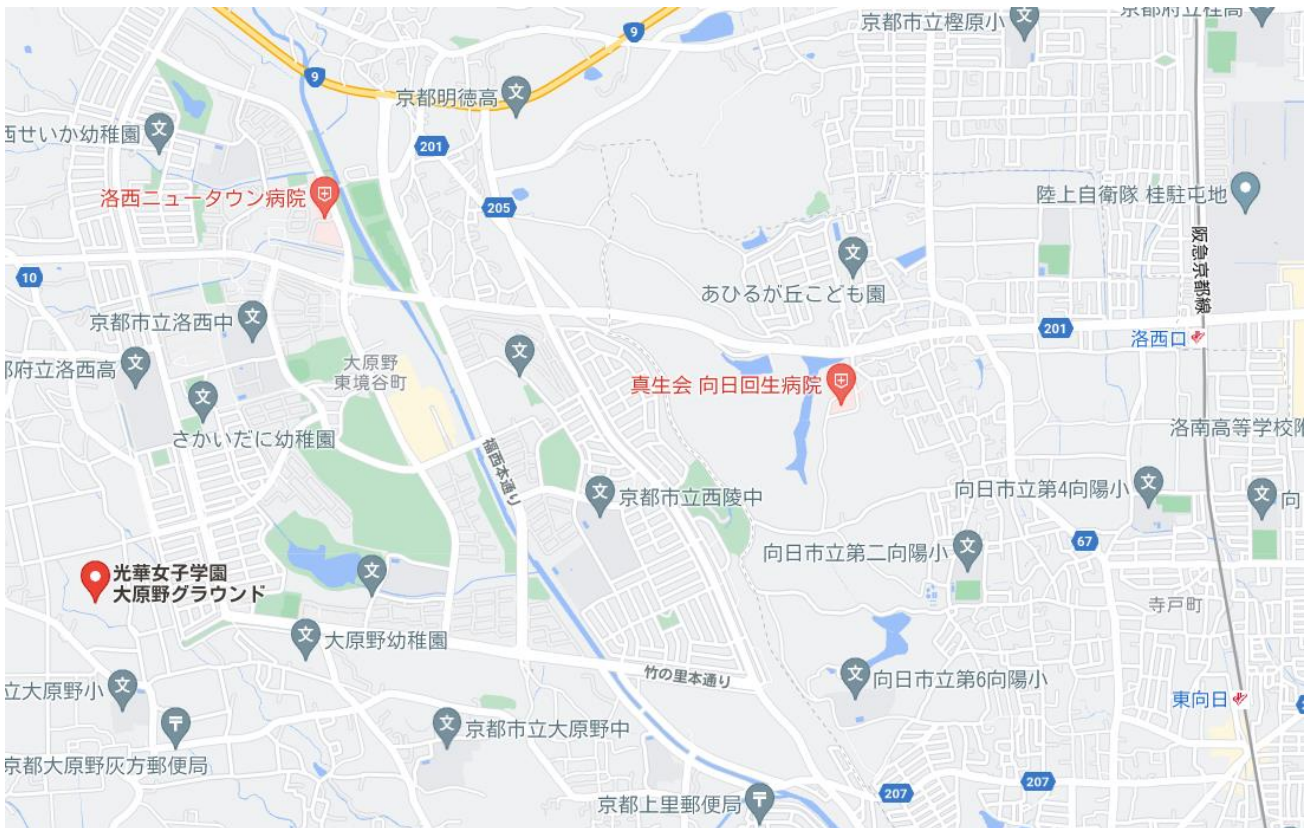 9
京都市立樫原小
京都府立桂高
9
京都明徳高
西せいか幼稚園
201
洛西ニュータウン病院
205
陸上自衛隊 桂駐屯地
阪急京都線
10
あひるが丘こども園
京都市立洛西中
201
洛西口
都府立洛西高
大原野
東境谷町
真生会 向日回生病院
さかいだに幼稚園
洛南高等学校附
福西本通り
京都市立西陵中
向日市立第4向陽小
向
67
向日市立第二向陽小
光華女子学園
大原野グラウンド
寺戸町
大原野幼稚園
竹の里本通り
向日市立第6向陽小
立大原野小
東向日
京都市立大原野中
京都大原野灰方郵便局
207
207
京都上里郵便局